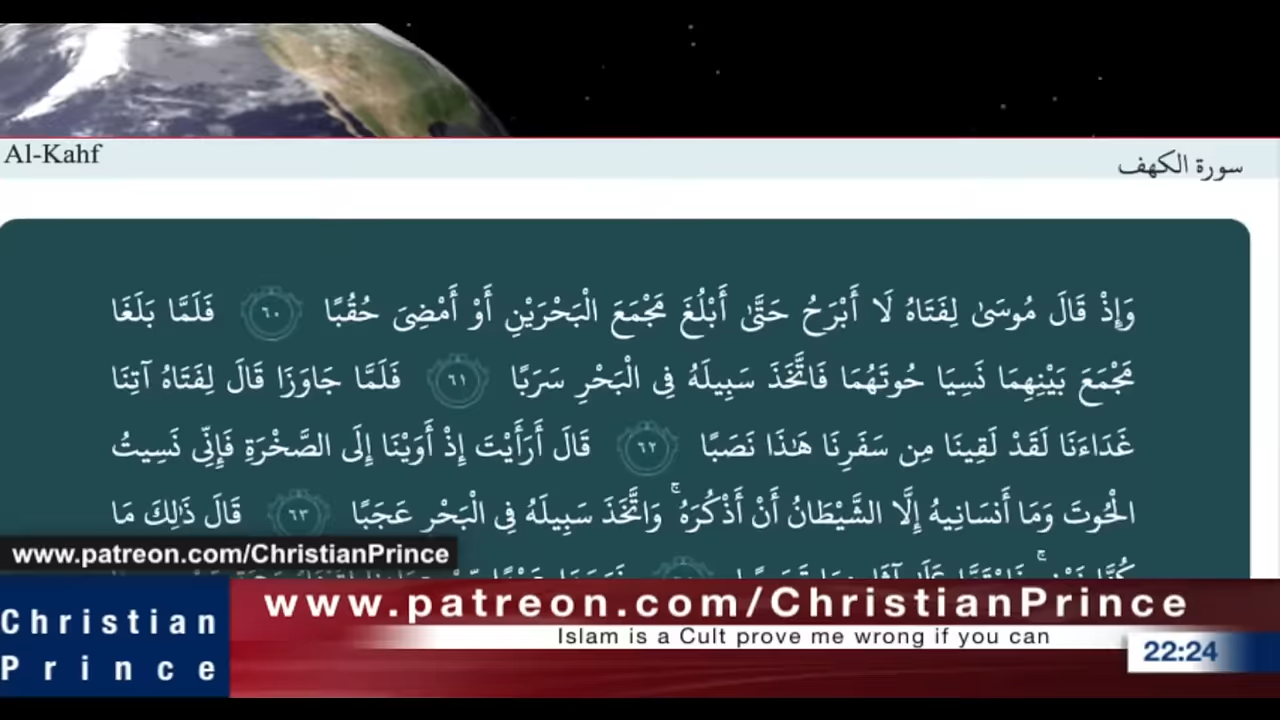 Al-Kahf
سورة الكهف
وَإِذْ قَالَ مُوسَىٰ لِفَتَاهُ لَا أَبْرَحُ حَتَّىٰ أَبْلُغَ مَجْمَعَ الْبَحْرَيْنِ أَوْ أَمْضِيَ حُقُبًا ٦٠ فَلَمَّا بَلَغَا
مَجْمَعَ بَيْنِهِمَا نَسِيَا حُوتَهُمَا فَاتَّخَذَ سَبِيلَهُ فِي الْبَحْرِ سَرَبًا ٦١ فَلَمَّا جَاوَزَا قَالَ لِفَتَاهُ آتِنَا
غَدَاءَنَا لَقَدْ لَقِينَا مِن سَفَرِنَا هَٰذَا نَصَبًا ٦٢ قَالَ أَرَأَيْتَ إِذْ أَوَيْنَا إِلَى الصَّخْرَةِ فَإِنِّي نَسِيتُ
الْحُوتَ وَمَا أَنسَانِيهُ إِلَّا الشَّيْطَانُ أَنْ أَذْكُرَهُ ۚ وَاتَّخَذَ سَبِيلَهُ فِي الْبَحْرِ عَجَبًا ٦٣ قَالَ ذَٰلِكَ مَا
www.patreon.com/ChristianPrince
www.patreon.com/ChristianPrince
Islam is a Cult prove me wrong if you can
Christian
Prince
22:24